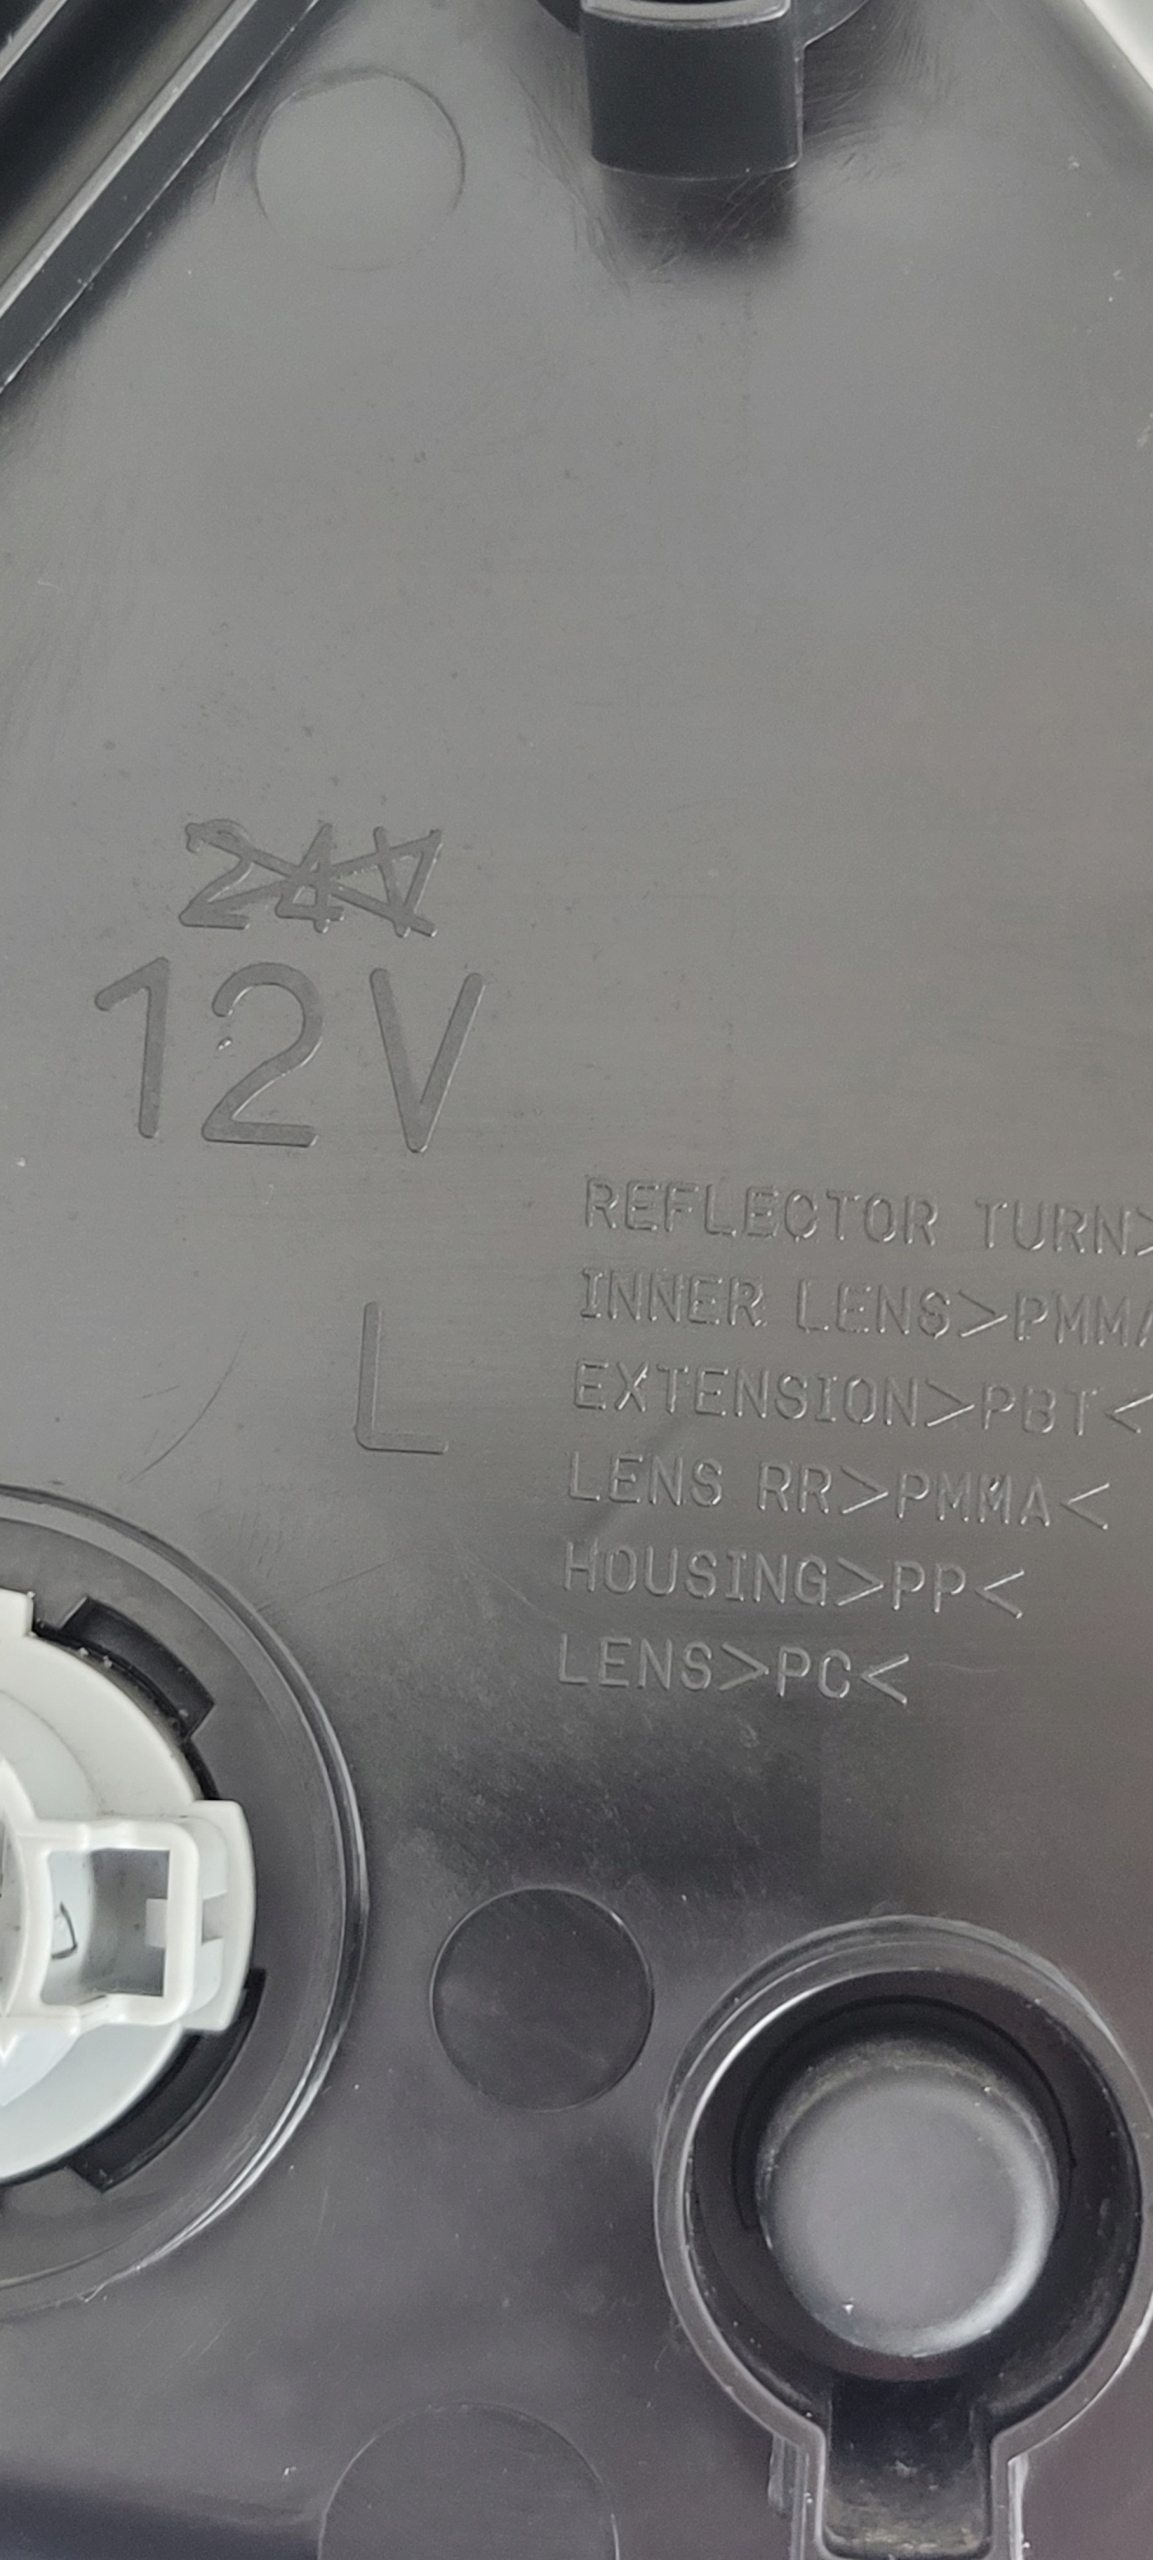 24V
12V
L
REFLECTOR TURN>
INNER LENS>PMMA
EXTENSION>PBT<
LENS RR>PMMA<
HOUSING>PP<
LENS>PC<